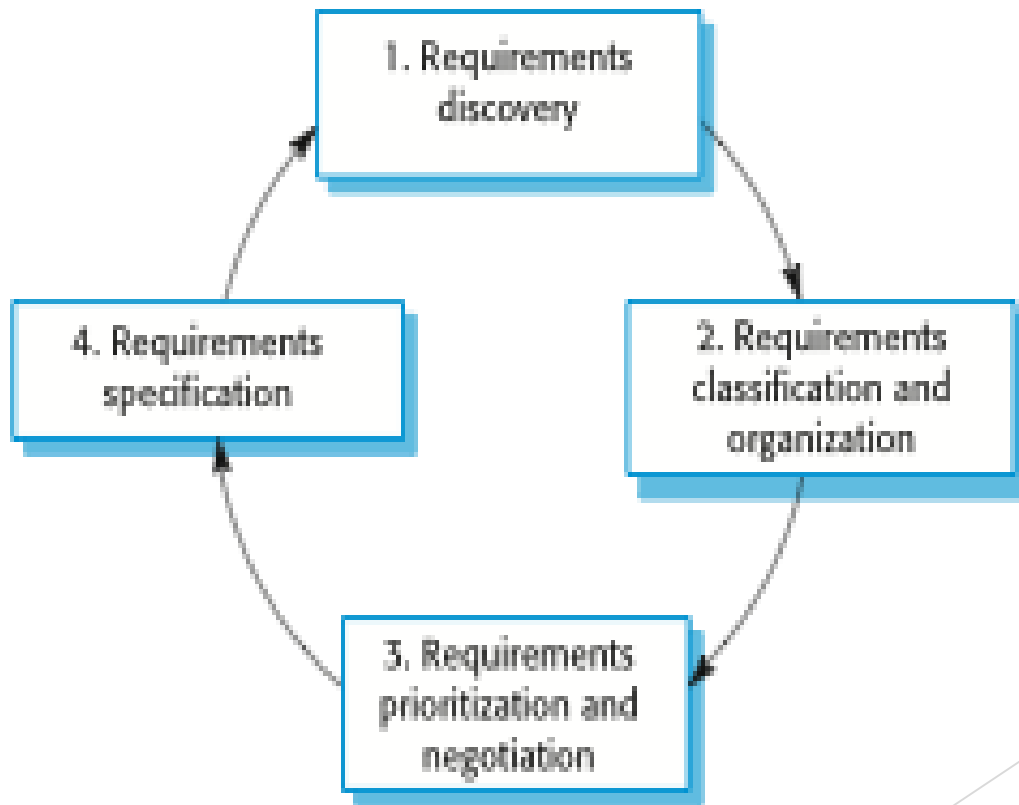 1. Requirements
discovery
2. Requirements
classification and
organization
3. Requirements
prioritization and
negotiation
4. Requirements
specification